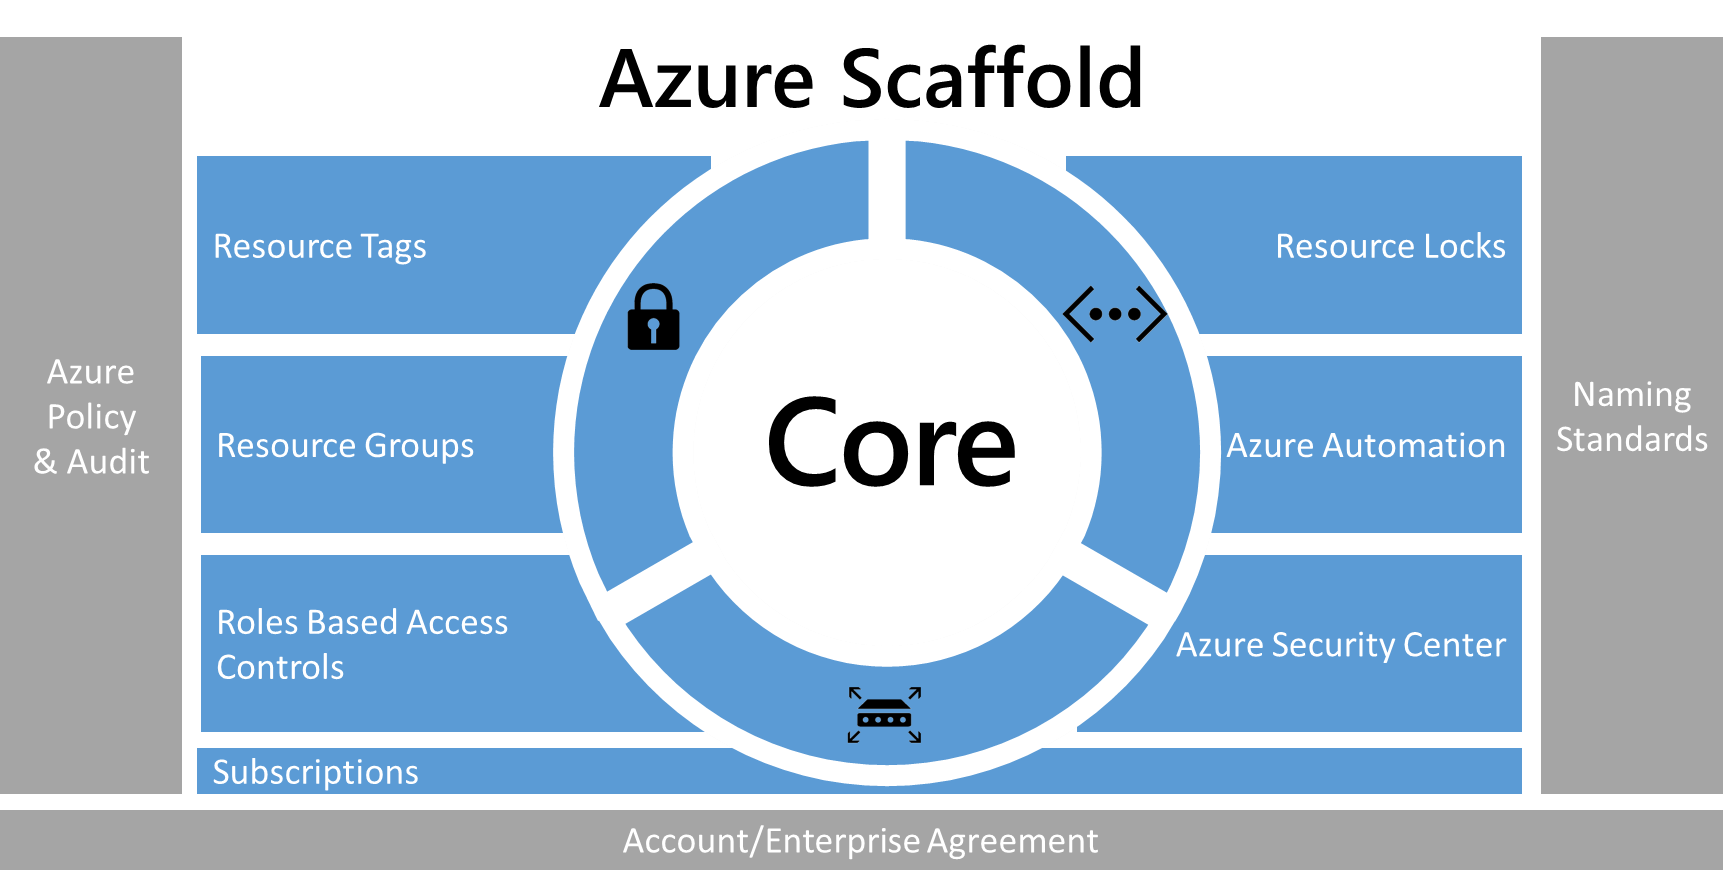 Azure Scaffold
Azure
Policy
& Audit
Resource Tags
Resource Groups
Roles Based Access
Controls
Subscriptions
Core
Resource Locks
Azure Automation
Azure Security Center
Naming
Standards
Account/Enterprise Agreement